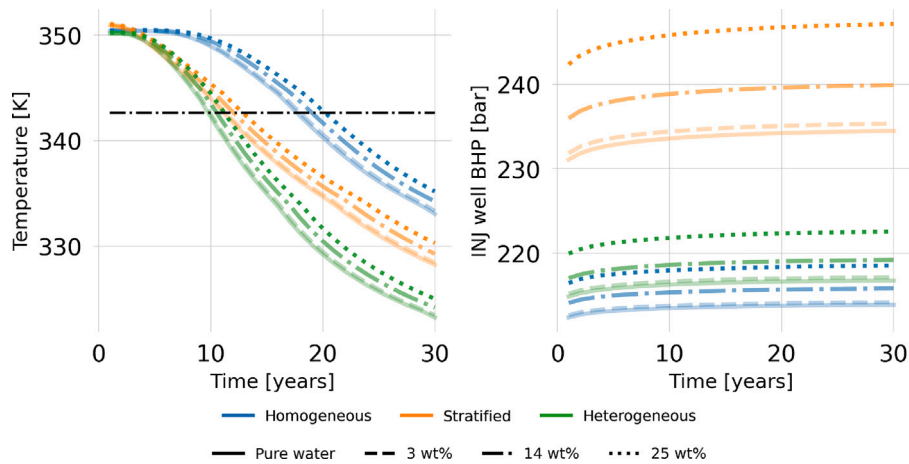 350
340
330
Temperature [K]
0
10
20
30
Time [years]
240
230
220
INJ well BHP [bar]
0
10
20
30
Time [years]
Homogeneous
Stratified
Heterogeneous
Pure water
3 wt%
14 wt%
25 wt%